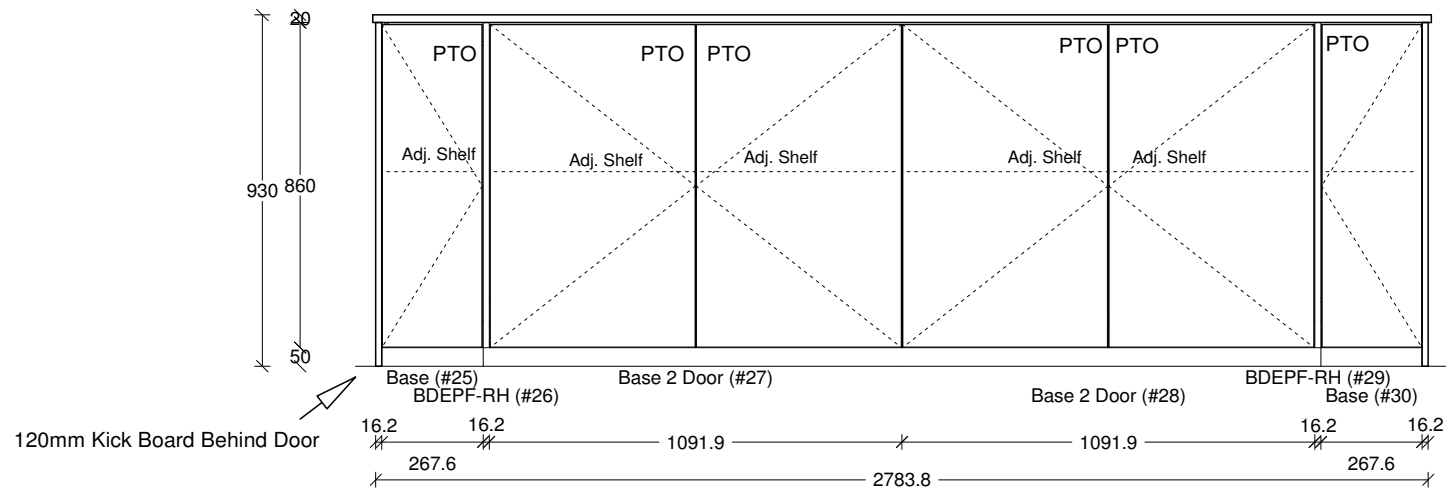 20
PTO
PTO
PTO
PTO
PTO
PTO
Adj. Shelf
Adj. Shelf
Adj. Shelf
Adj. Shelf
Adj. Shelf
930
860
50
Base (#25)
Base 2 Door (#27)
BDEPF-RH (#29)
BDEPF-RH (#26)
Base 2 Door (#28)
Base (#30)
120mm Kick Board Behind Door
16.2
16.2
1091.9
1091.9
16.2
16.2
267.6
267.6
2783.8